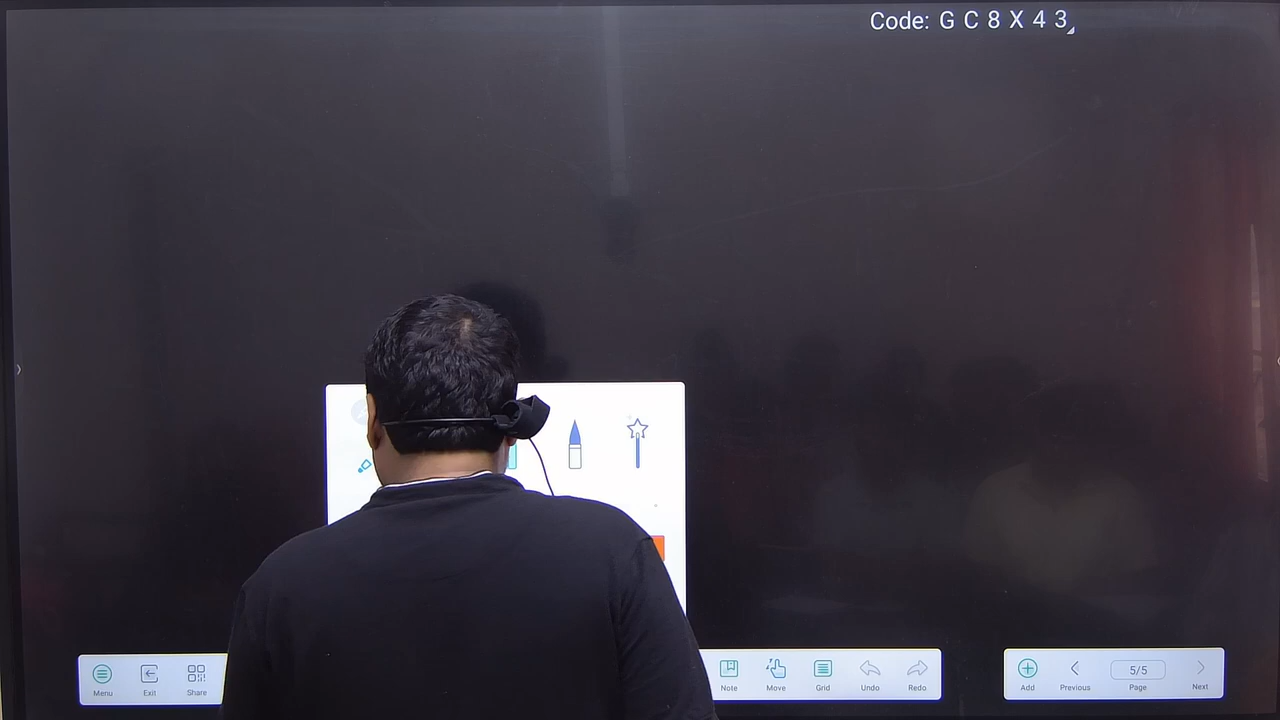 Code: G C 8 X 4 3
Menu
Exit
Share
Note
Move
Grid
Undo
Redo
Add
Previous
5/5
Page
Next